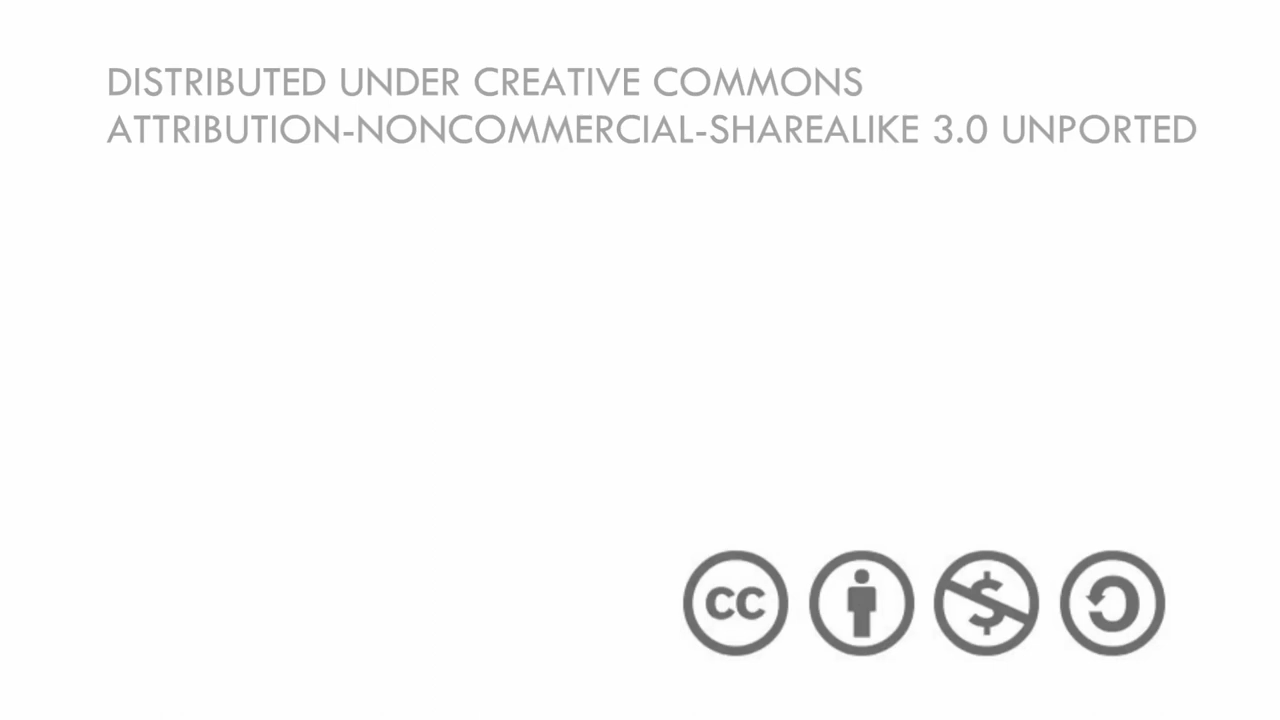 DISTRIBUTED UNDER CREATIVE COMMONS
ATTRIBUTION-NONCOMMERCIAL-SHAREALIKE 3.0 UNPORTED
cc